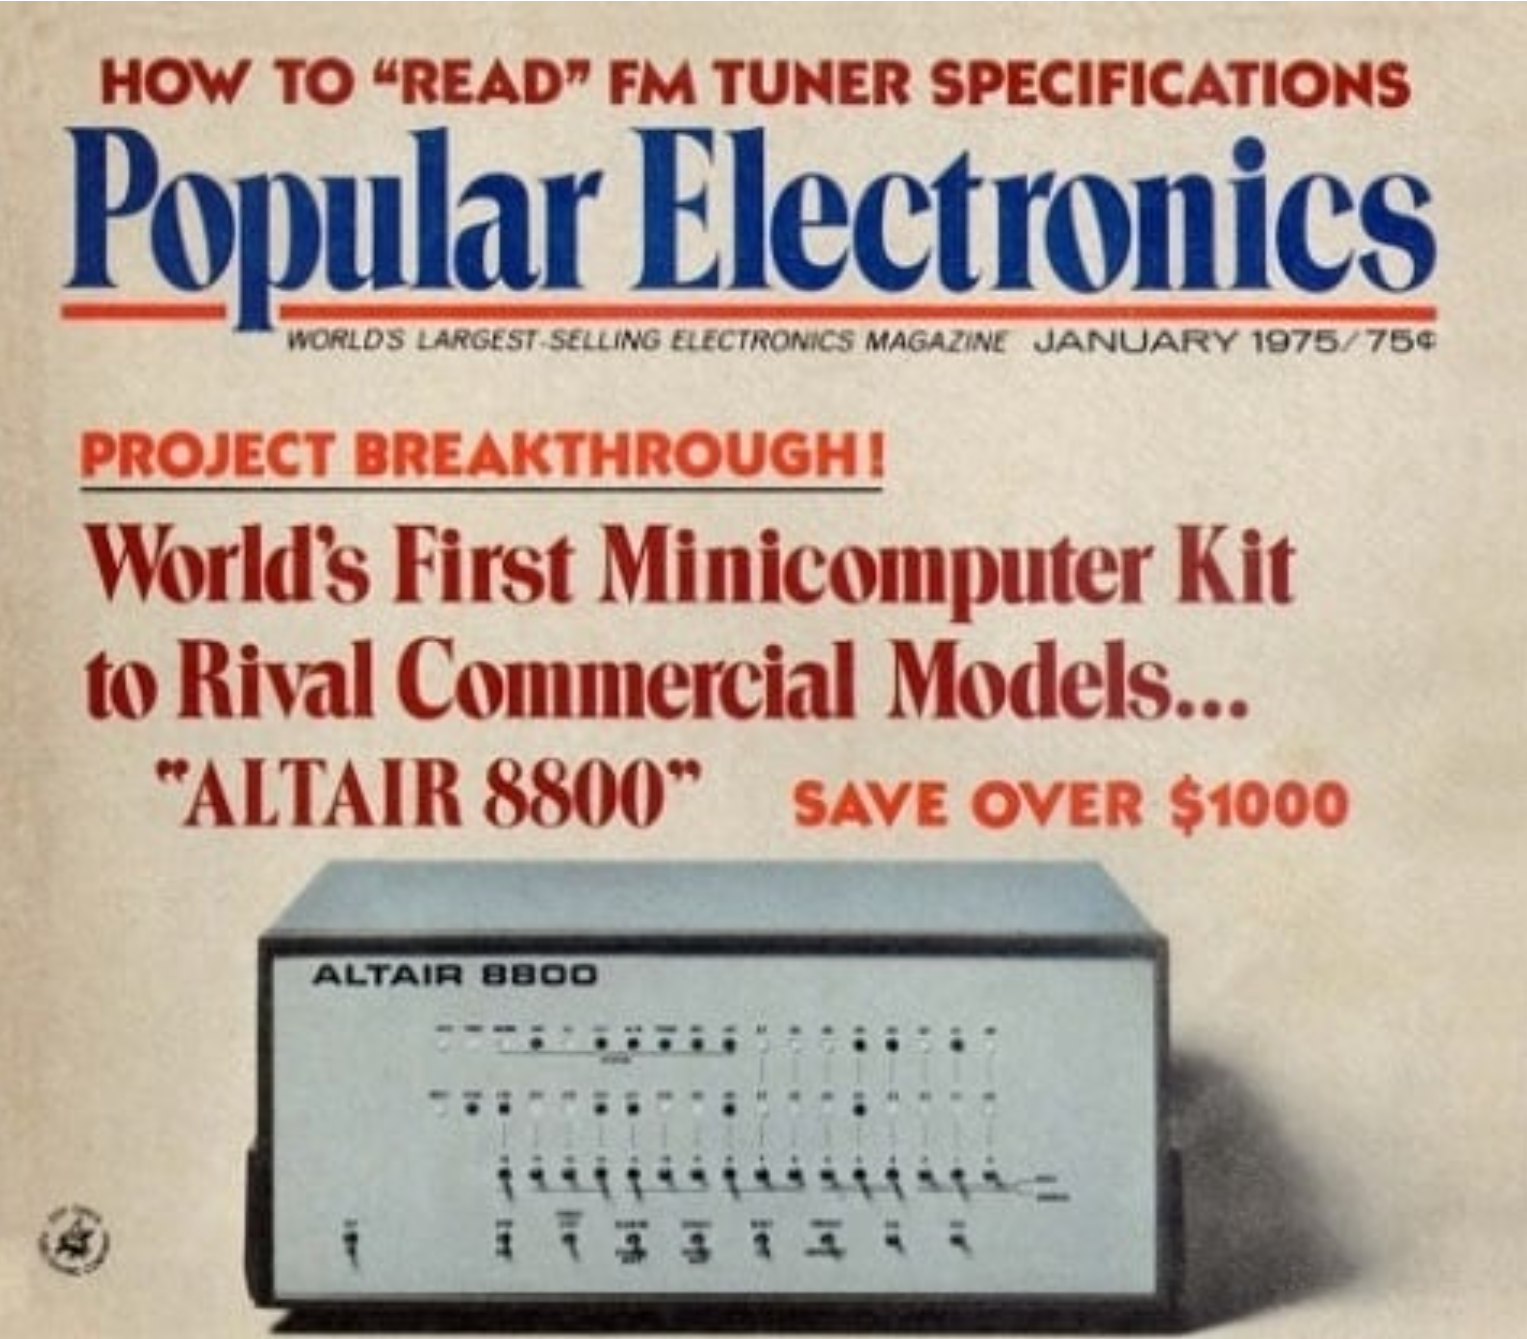 HOW TO “READ” FM TUNER SPECIFICATIONS
Popular Electronics
WORLD'S LARGEST-SELLING ELECTRONICS MAGAZINE JANUARY 1975/75¢
PROJECT BREAKTHROUGH!
World's First Minicomputer Kit
to Rival Commercial Models...
"ALTAIR 8800" SAVE OVER $1000
ALTAIR 8800